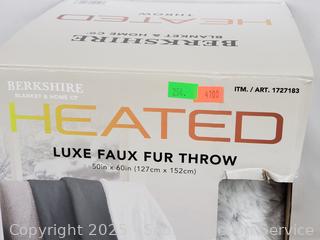 BERKSHIRE
BLANKET & HOME CO
HEATED
THROW
BERKSHIRE
BLANKET & HOME CO
ITM. / ART. 1727183
HEATED
LUXE FAUX FUR THROW
50in x 60in (127cm x 152cm)
4100